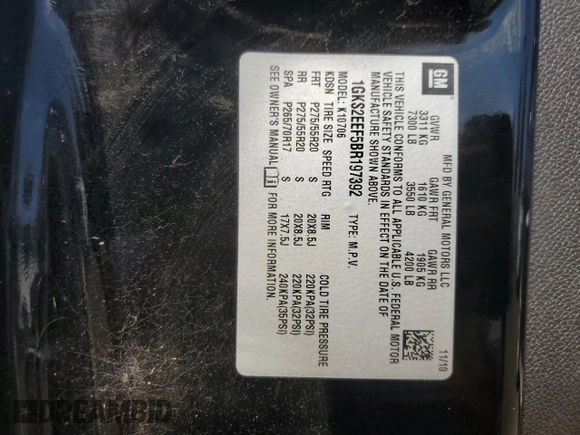 GM
MFD BY GENERAL MOTORS LLC 11/10
GVWR GAWR FRT GAWR RR
3311 KG 1610 KG 1905 KG
7300 LB 3550 LB 4200 LB
THIS VEHICLE CONFORMS TO ALL APPLICABLE U.S. FEDERAL MOTOR
VEHICLE SAFETY STANDARDS IN EFFECT ON THE DATE OF
MANUFACTURE SHOWN ABOVE.
1GKS2EEF5BR197392 TYPE: M.P.V.
MODEL: K10706
KDSN TIRE SIZE SPEED RTG RIM COLD TIRE PRESSURE
FRT P275/55R20 S 20X8.5J 220KPA(32PSI)
RR P275/55R20 S 20X8.5J 220KPA(32PSI)
SPA P265/70R17 S 17X7.5J 240KPA(35PSI)
SEE OWNER'S MANUAL i FOR MORE INFORMATION.
DREAMBID